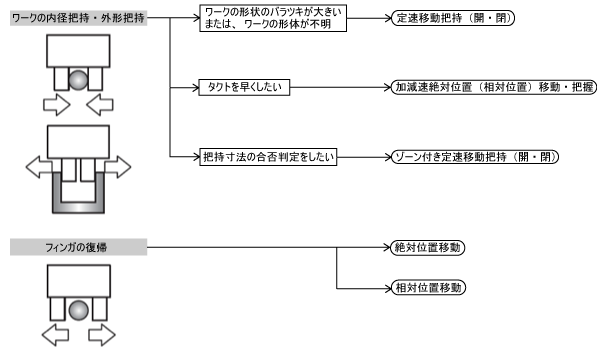 ワークの内径把持・外形把持
ワークの形状のバラツキが大きい
または、ワークの形体が不明
定速移動把持（開・閉）
タクトを早くしたい
加減速絶対位置（相対位置）移動・把握
把持寸法の合否判定をしたい
ゾーン付き定速移動把持（開・閉）
フィンガの復帰
絶対位置移動
相対位置移動